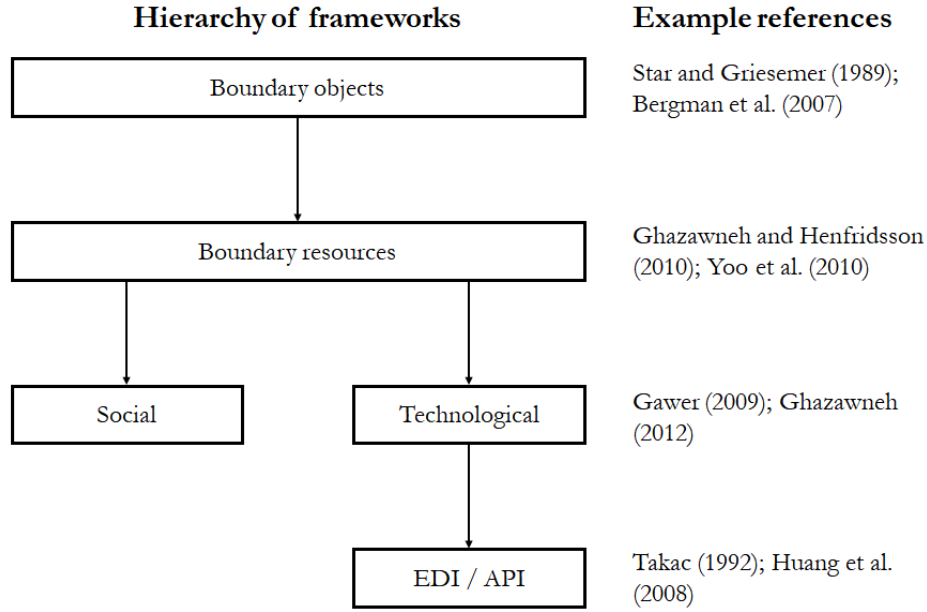 Hierarchy of frameworks
Example references
Boundary objects
Star and Griesemer (1989);
Bergman et al. (2007)
Boundary resources
Ghazawneh and Henfridsson
(2010); Yoo et al. (2010)
Social
Technological
Gawer (2009); Ghazawneh
(2012)
EDI / API
Takac (1992); Huang et al.
(2008)